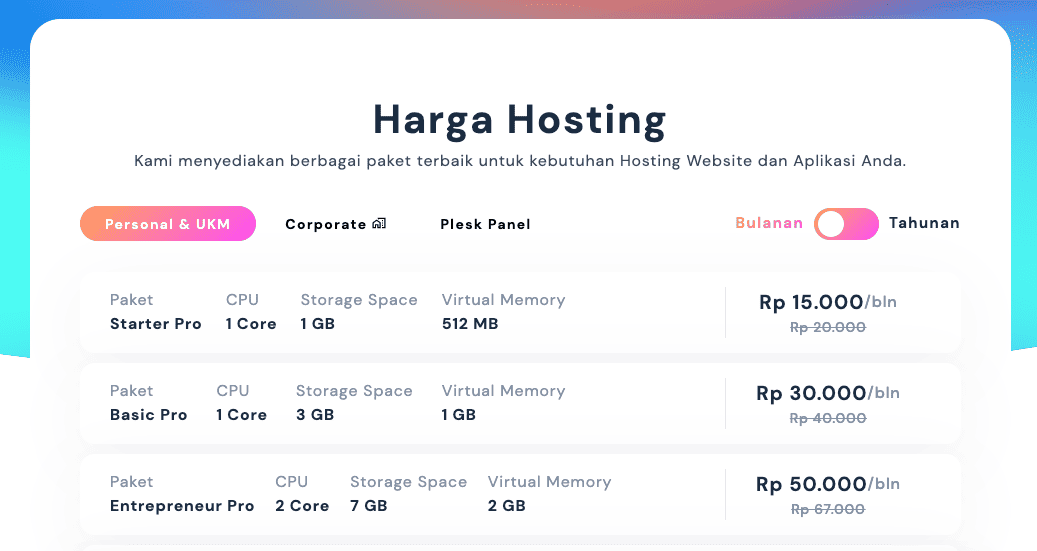 Harga Hosting
Kami menyediakan berbagai paket terbaik untuk kebutuhan Hosting Website dan Aplikasi Anda.
Personal & UKM Corporate Plesk Panel Bulanan Tahunan
Paket CPU Storage Space Virtual Memory Rp 15.000/bln
Starter Pro 1 Core 1 GB 512 MB Rp 20.000
Paket CPU Storage Space Virtual Memory Rp 30.000/bln
Basic Pro 1 Core 3 GB 1 GB Rp 40.000
Paket CPU Storage Space Virtual Memory Rp 50.000/bln
Entrepreneur Pro 2 Core 7 GB 2 GB Rp 67.000